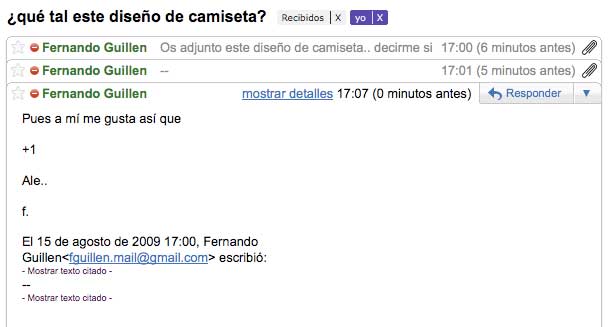 ¿qué tal este diseño de camiseta? Recibidos X yo X
Fernando Guillen Os adjunto este diseño de camiseta.. decirme si 17:00 (6 minutos antes)
Fernando Guillen -- 17:01 (5 minutos antes)
Fernando Guillen mostrar detalles 17:07 (0 minutos antes) Responder
Pues a mí me gusta así que
+1
Ale..
f.
El 15 de agosto de 2009 17:00, Fernando
Guillen<fguillen.mail@gmail.com> escribió:
- Mostrar texto citado -
--
- Mostrar texto citado -